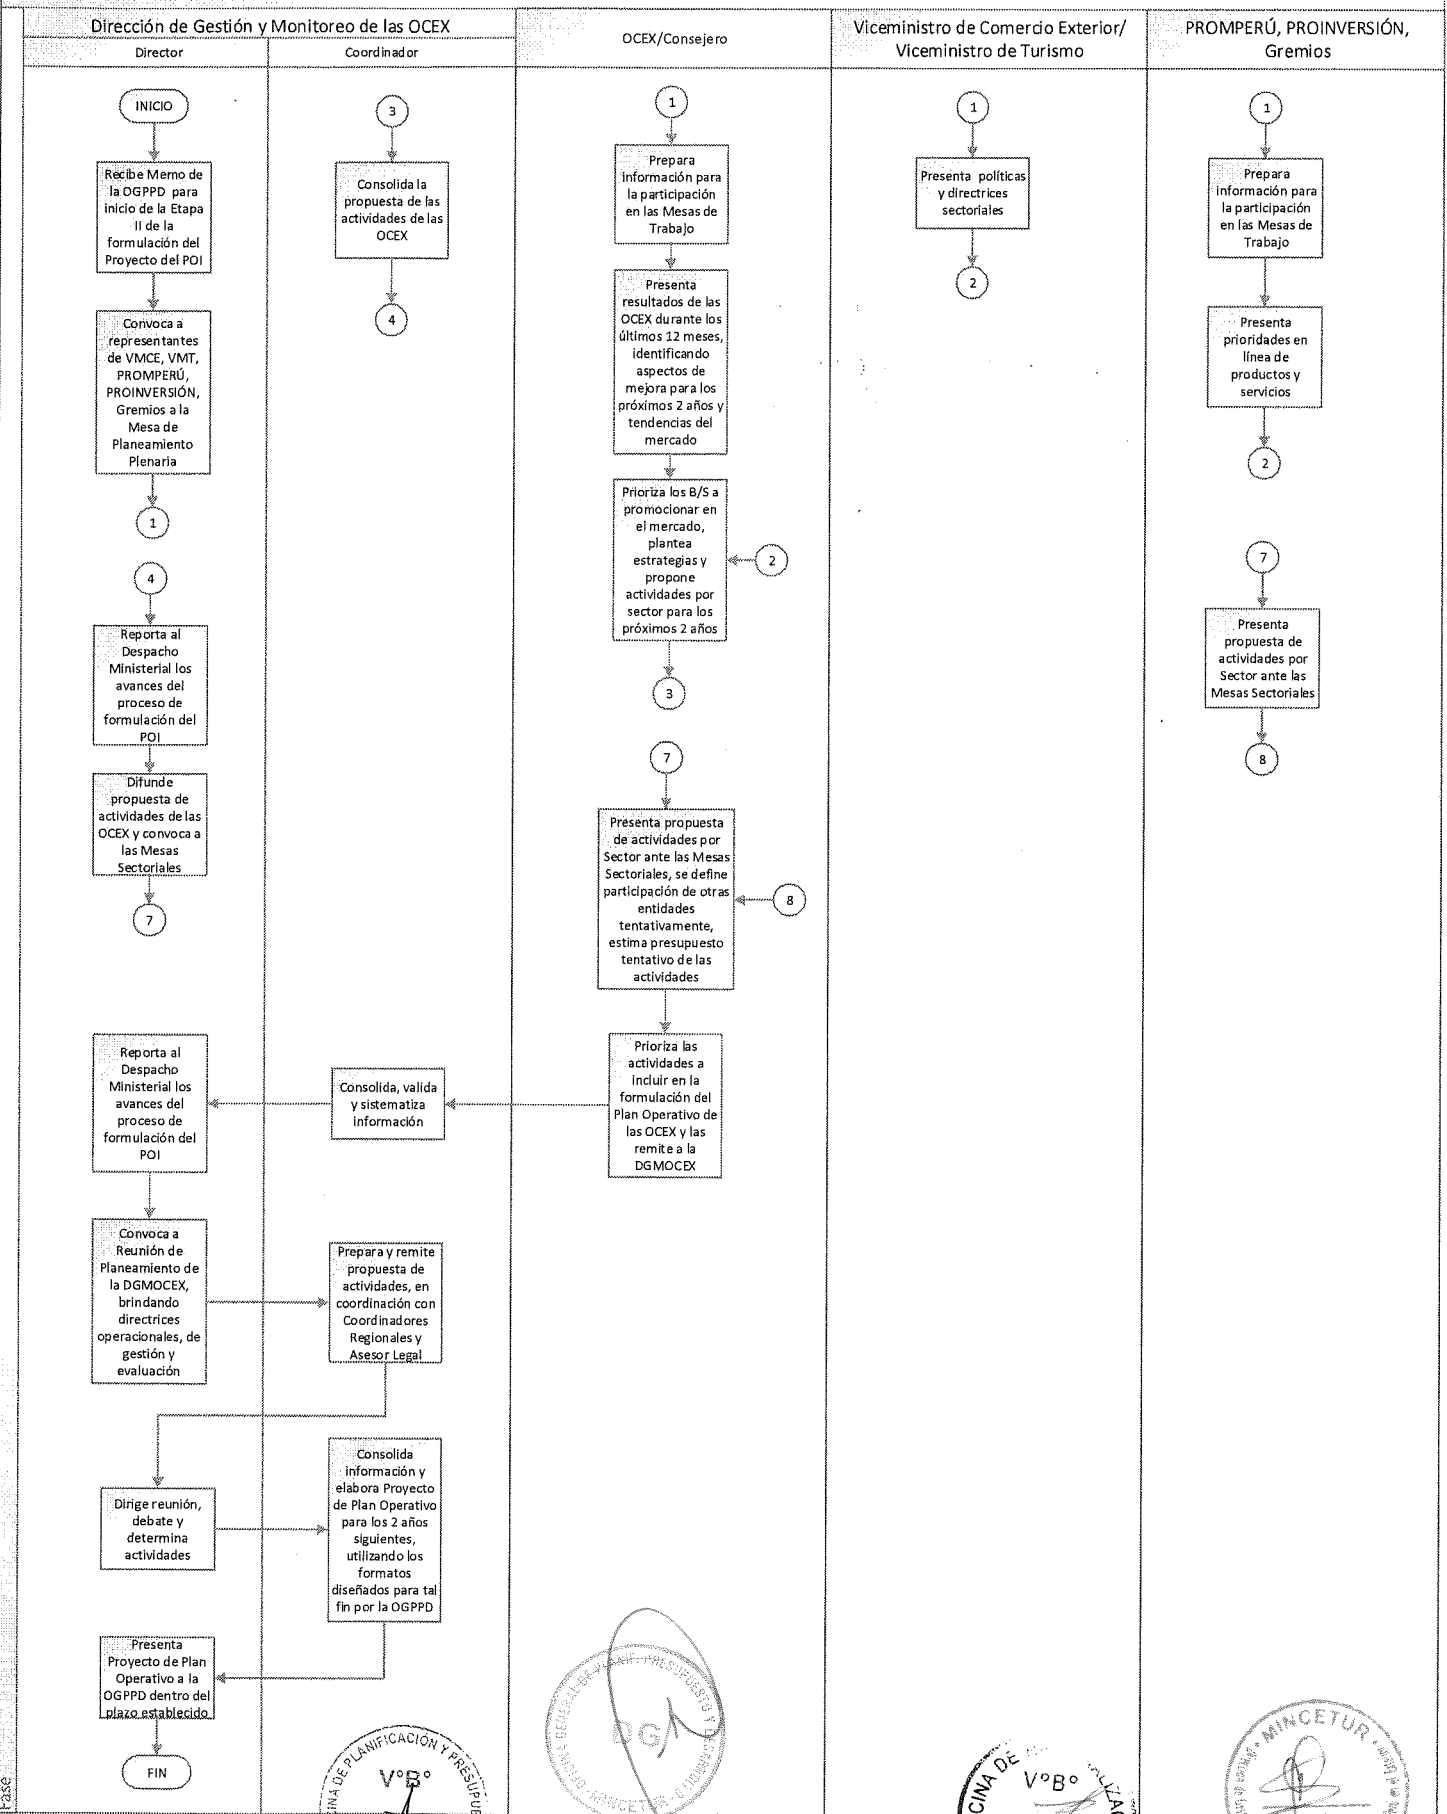 Dirección de Gestión y Monitoreo de las OCEX
Director
Coordinador
OCEX/Consejero
Viceministro de Comercio Exterior/
Viceministro de Turismo
PROMPERÚ, PROINVERSIÓN,
Gremios
INICIO
Recibe Memo de
la OGPPD para
inicio de la Etapa
II de la
formulación del
Proyecto del POI
Convoca a
representantes
de VMCE, VMT,
PROMPERÚ,
PROINVERSIÓN,
Gremios a la
Mesa de
Planeamiento
Plenaria
1
4
Reporta al
Despacho
Ministerial los
avances del
proceso de
formulación del
POI
Difunde
propuesta de
actividades de las
OCEX y convoca a
las Mesas
Sectoriales
7
Reporta al
Despacho
Ministerial los
avances del
proceso de
formulación del
POI
Convoca a
Reunión de
Planeamiento de
la DGMOCEX,
brindando
directrices
operacionales, de
gestión y
evaluación
Dirige reunión,
debate y
determina
actividades
Presenta
Proyecto de Plan
Operativo a la
OGPPD dentro del
plazo establecido
FIN
3
Consolida la
propuesta de las
actividades de las
OCEX
4
Consolida, valida
y sistematiza
información
Prepara y remite
propuesta de
actividades, en
coordinación con
Coordinadores
Regionales y
Asesor Legal
Consolida
información y
elabora Proyecto
de Plan Operativo
para los 2 años
siguientes,
utilizando los
formatos
diseñados para tal
fin por la OGPPD
1
Prepara
información para
la participación
en las Mesas de
Trabajo
Presenta
resultados de las
OCEX durante los
últimos 12 meses,
identificando
aspectos de
mejora para los
próximos 2 años y
tendencias del
mercado
Prioriza los B/S a
promocionar en
el mercado,
plantea
estrategias y
propone
actividades por
sector para los
próximos 2 años
2
3
7
Presenta propuesta
de actividades por
Sector ante las Mesas
Sectoriales, se define
participación de otras
entidades
tentativamente,
estima presupuesto
tentativo de las
actividades
8
Prioriza las
actividades a
incluir en la
formulación del
Plan Operativo de
las OCEX y las
remite a la
DGMOCEX
1
Presenta políticas
y directrices
sectoriales
2
1
Prepara
información para
la participación
en las Mesas de
Trabajo
Presenta
prioridades en
línea de
productos y
servicios
2
7
Presenta
propuesta de
actividades por
Sector ante las
Mesas Sectoriales
8
Fase
DE PLANIFICACIÓN Y
V°B°
OFICINA GENERAL DE PLANIF. PRESUPUESTO Y DESARROLLO
DG
MINCETUR
DE
V°B°
MINCETUR